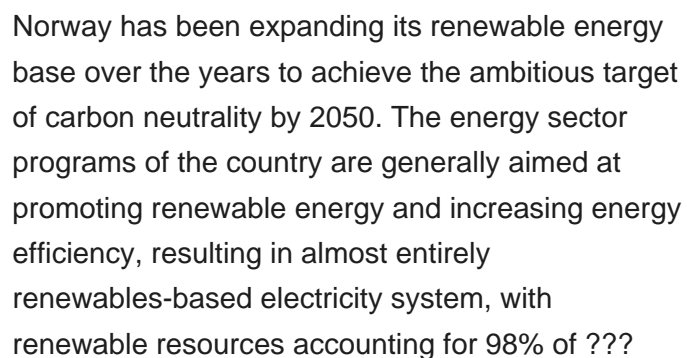 Norway has been expanding its renewable energy
base over the years to achieve the ambitious target
of carbon neutrality by 2050. The energy sector
programs of the country are generally aimed at
promoting renewable energy and increasing energy
efficiency, resulting in almost entirely
renewables-based electricity system, with
renewable resources accounting for 98% of ???